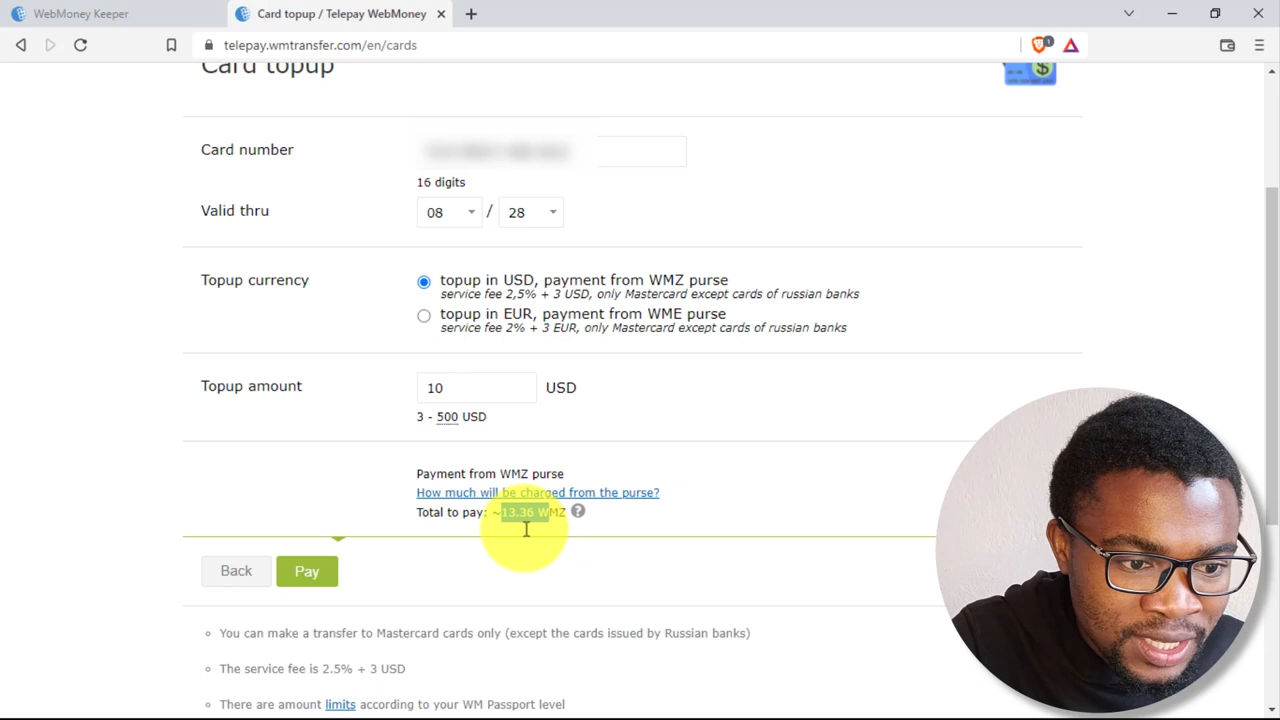 WebMoney Keeper
Card topup / Telepay WebMoney
telepay.wmtransfer.com/en/cards
1
Card topup
$
Card number
16 digits
Valid thru
08 / 28
Topup currency
topup in USD, payment from WMZ purse
service fee 2,5% + 3 USD, only Mastercard except cards of russian banks
topup in EUR, payment from WME purse
service fee 2% + 3 EUR, only Mastercard except cards of russian banks
Topup amount
10 USD
3 - 500 USD
Payment from WMZ purse
How much will be charged from the purse?
Total to pay: ~13.36 WMZ ?
Back
Pay
You can make a transfer to Mastercard cards only (except the cards issued by Russian banks)
The service fee is 2.5% + 3 USD
There are amount limits according to your WM Passport level